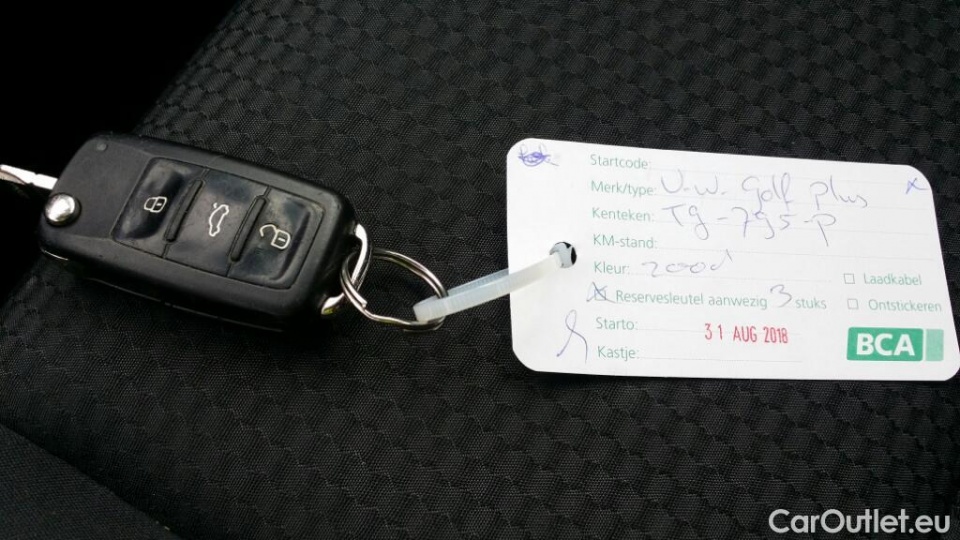 Startcode:
Merk/type: V.W. golf plus
Kenteken: Tg-795-p
KM-stand:
Kleur: rood
Laadkabel
Reservesleutel aanwezig 3 stuks
Ontstickeren
Starto: 31 AUG 2018
Kastje:
BCA
CarOutlet.eu